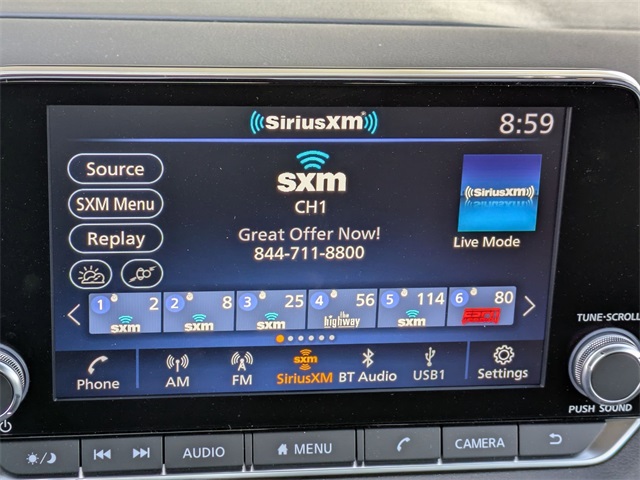 SiriusXM
8:59
Source
SXM Menu
Replay
sxm
CH1
Great Offer Now!
844-711-8800
SiriusXM
Live Mode
1 2 2 8 3 25 4 56 5 114 6 80
sxm sxm sxm the highway sxm ESPN
Phone AM FM SiriusXM BT Audio USB1 Settings
TUNE·SCROLL
PUSH SOUND
AUDIO MENU CAMERA